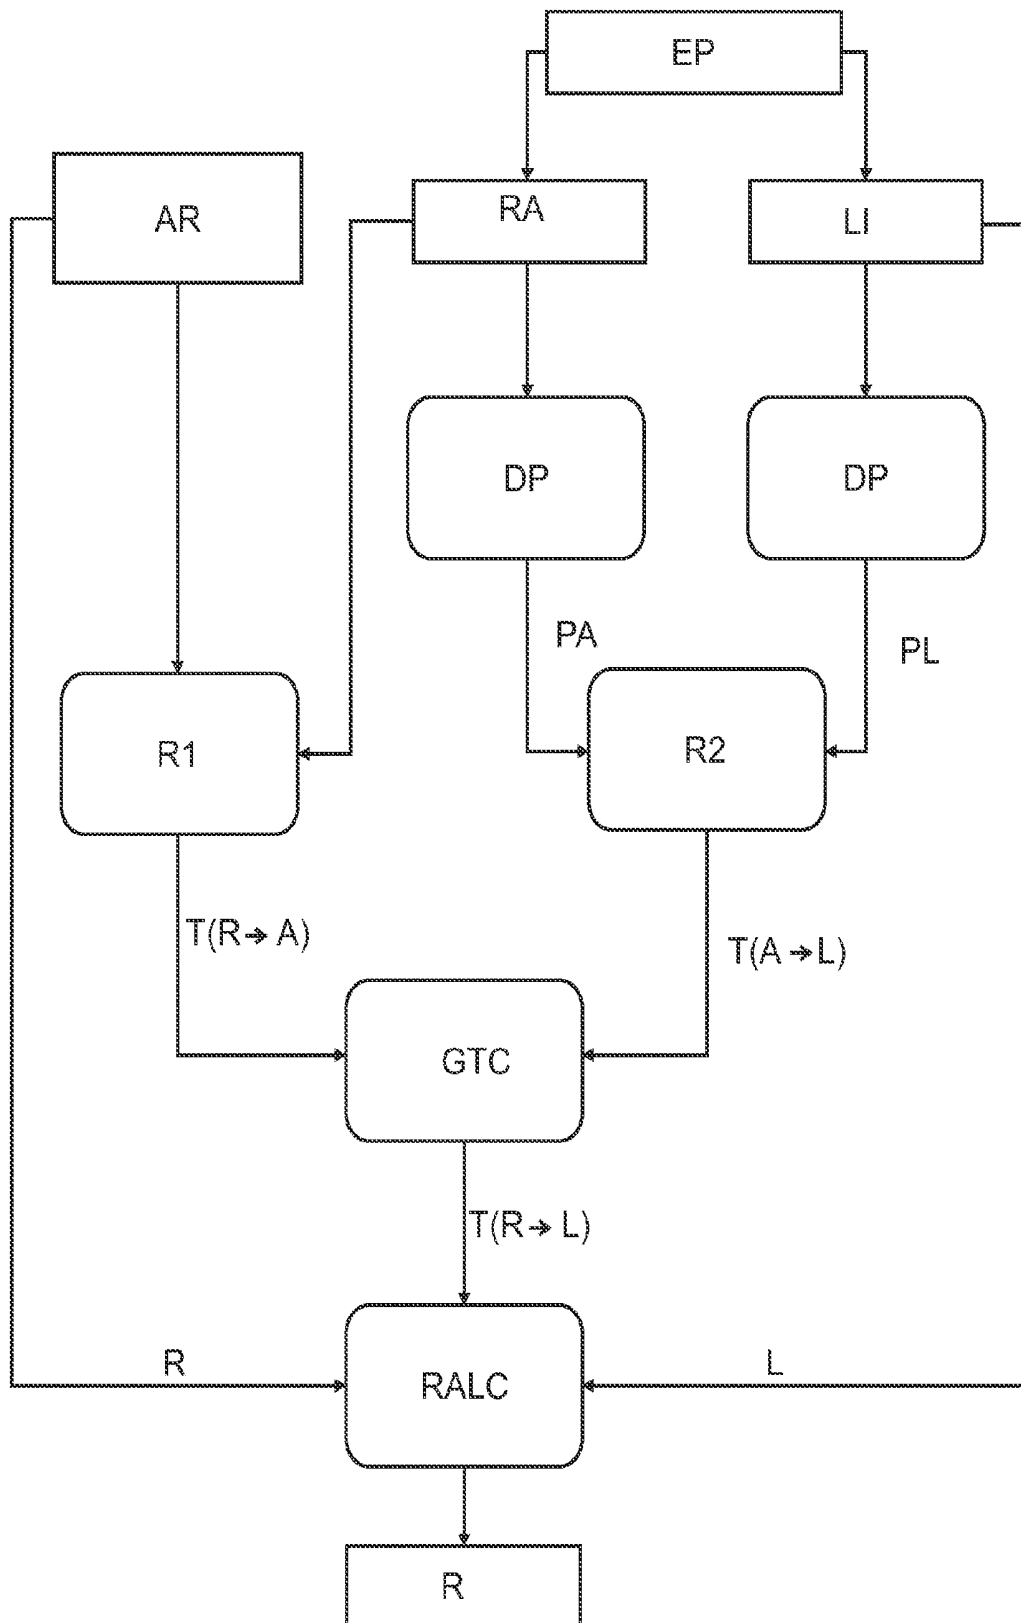 EP
AR
RA
LI
DP
DP
PA
PL
R1
R2
T(R→ A)
T(A →L)
GTC
T(R→ L)
R
L
RALC
R